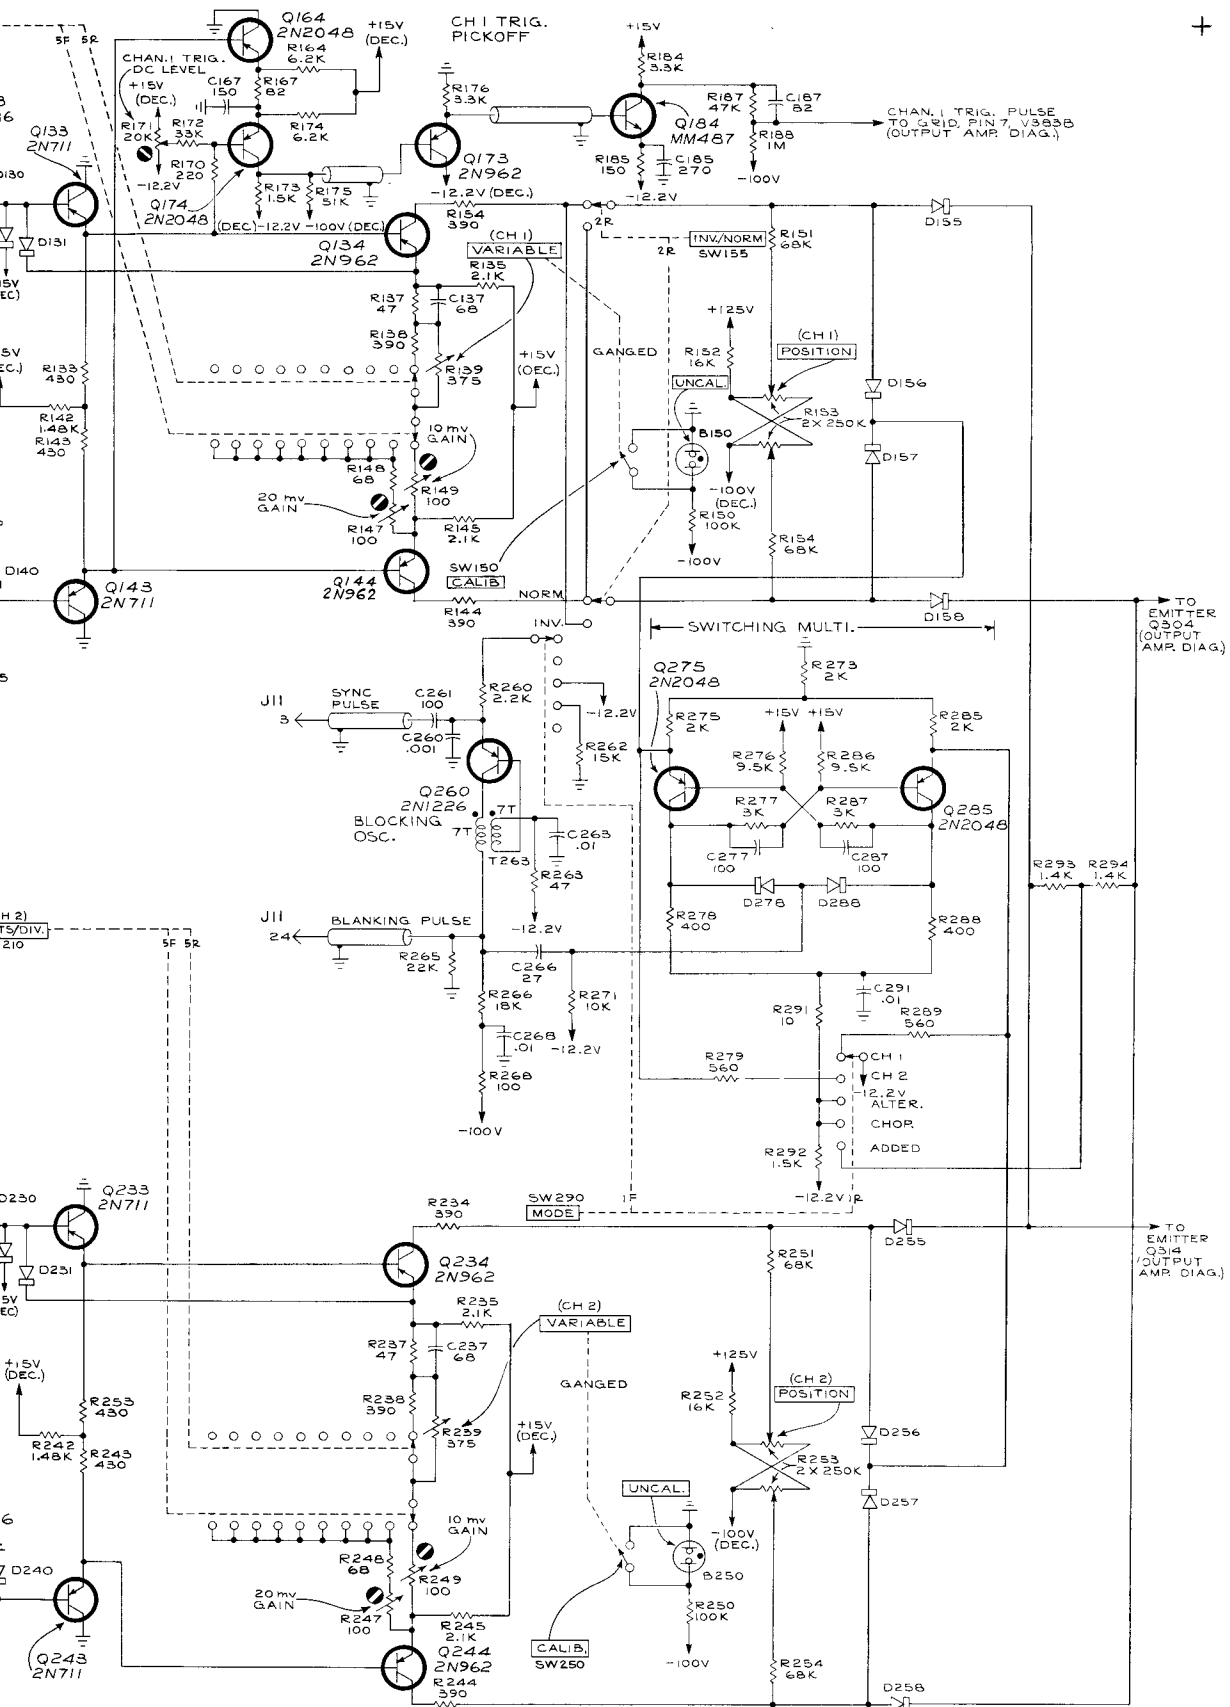 Q164
2N2048
+15V
(DEC.)
CH 1 TRIG.
PICKOFF
+15V
+
5F 5R
R164
6.2K
R184
3.3K
CHAN.1 TRIG.
DC LEVEL
+15V
(DEC.)
C167
150
R167
82
R176
3.3K
R187
47K
C187
82
CHAN. 1 TRIG. PULSE
TO GRID, PIN 7, V383B
(OUTPUT AMP. DIAG.)
Q133
2N711
R171
20K
R172
33K
R174
6.2K
Q184
MM487
R188
1M
R170
220
Q173
2N962
R185
150
C185
270
-100V
D130
-12.2V
Q174
2N2048
R173
1.5K
R175
51K
-12.2V (DEC.)
-12.2V
(DEC.) -12.2V
-100V (DEC.)
R154
390
D155
D131
Q134
2N962
(CH 1)
VARIABLE
2R
2R
INV./NORM
SW155
R151
68K
R135
2.1K
R137
47
C137
68
+125V
R138
390
R139
375
+15V
(DEC.)
GANGED
R152
16K
(CH 1)
POSITION
R133
430
UNCAL.
D156
R142
1.48K
R143
430
10 mv
GAIN
B150
R153
2 X 250K
D157
R148
68
R149
100
-100V
(DEC.)
20 mv
GAIN
R147
100
R145
2.1K
R150
100K
R154
68K
-100V
D140
Q143
2N711
Q144
2N962
SW150
CALIB
R144
390
NORM.
D158
TO
EMITTER
Q304
(OUTPUT
AMP. DIAG.)
INV.
SWITCHING MULTI.
J11
3
SYNC
PULSE
C261
100
R260
2.2K
-12.2V
Q275
2N2048
R273
2K
C260
.001
R262
15K
R275
2K
+15V +15V
R285
2K
R276
9.5K
R286
9.5K
Q260
2N1226
BLOCKING
OSC.
7T
7T
T263
C263
.01
R277
3K
R287
3K
Q285
2N2048
C277
100
C287
100
R263
47
R293
1.4K
R294
1.4K
-12.2V
D278
D288
J11
24
BLANKING PULSE
R278
400
R288
400
5F 5R
R265
22K
C266
27
R266
18K
R271
10K
R291
10
C291
.01
R289
560
C268
.01
-12.2V
R279
560
CH 1
R268
100
CH 2
-12.2V
ALTER.
-100V
CHOP.
ADDED
R292
1.5K
-12.2V
1R
D230
Q233
2N711
R234
390
SW290
MODE
1F
D255
TO
EMITTER
Q314
(OUTPUT
AMP. DIAG.)
D231
Q234
2N962
R251
68K
R235
2.1K
(CH 2)
VARIABLE
R237
47
C237
68
+125V
+15V
(DEC.)
R238
390
GANGED
R252
16K
(CH 2)
POSITION
R253
430
R239
375
+15V
(DEC.)
D256
R242
1.48K
R243
430
R253
2 X 250K
UNCAL.
D257
10 mv
GAIN
-100V
(DEC.)
D240
R248
68
R249
100
B250
20 mv
GAIN
R247
100
R245
2.1K
R250
100K
Q243
2N711
Q244
2N962
CALIB.
SW250
-100V
R254
68K
R244
390
D258